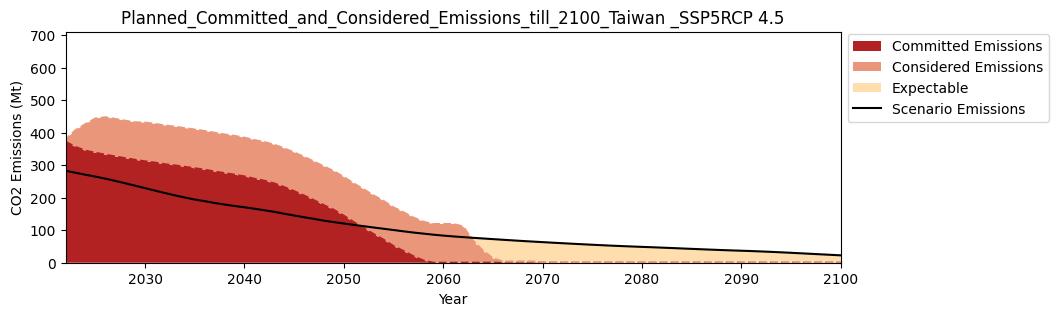 Planned_Committed_and_Considered_Emissions_till_2100_Taiwan _SSP5RCP 4.5
700
600
500
400
300
200
100
0
CO2 Emissions (Mt)
2030 2040 2050 2060 2070 2080 2090 2100
Year
Committed Emissions
Considered Emissions
Expectable
Scenario Emissions